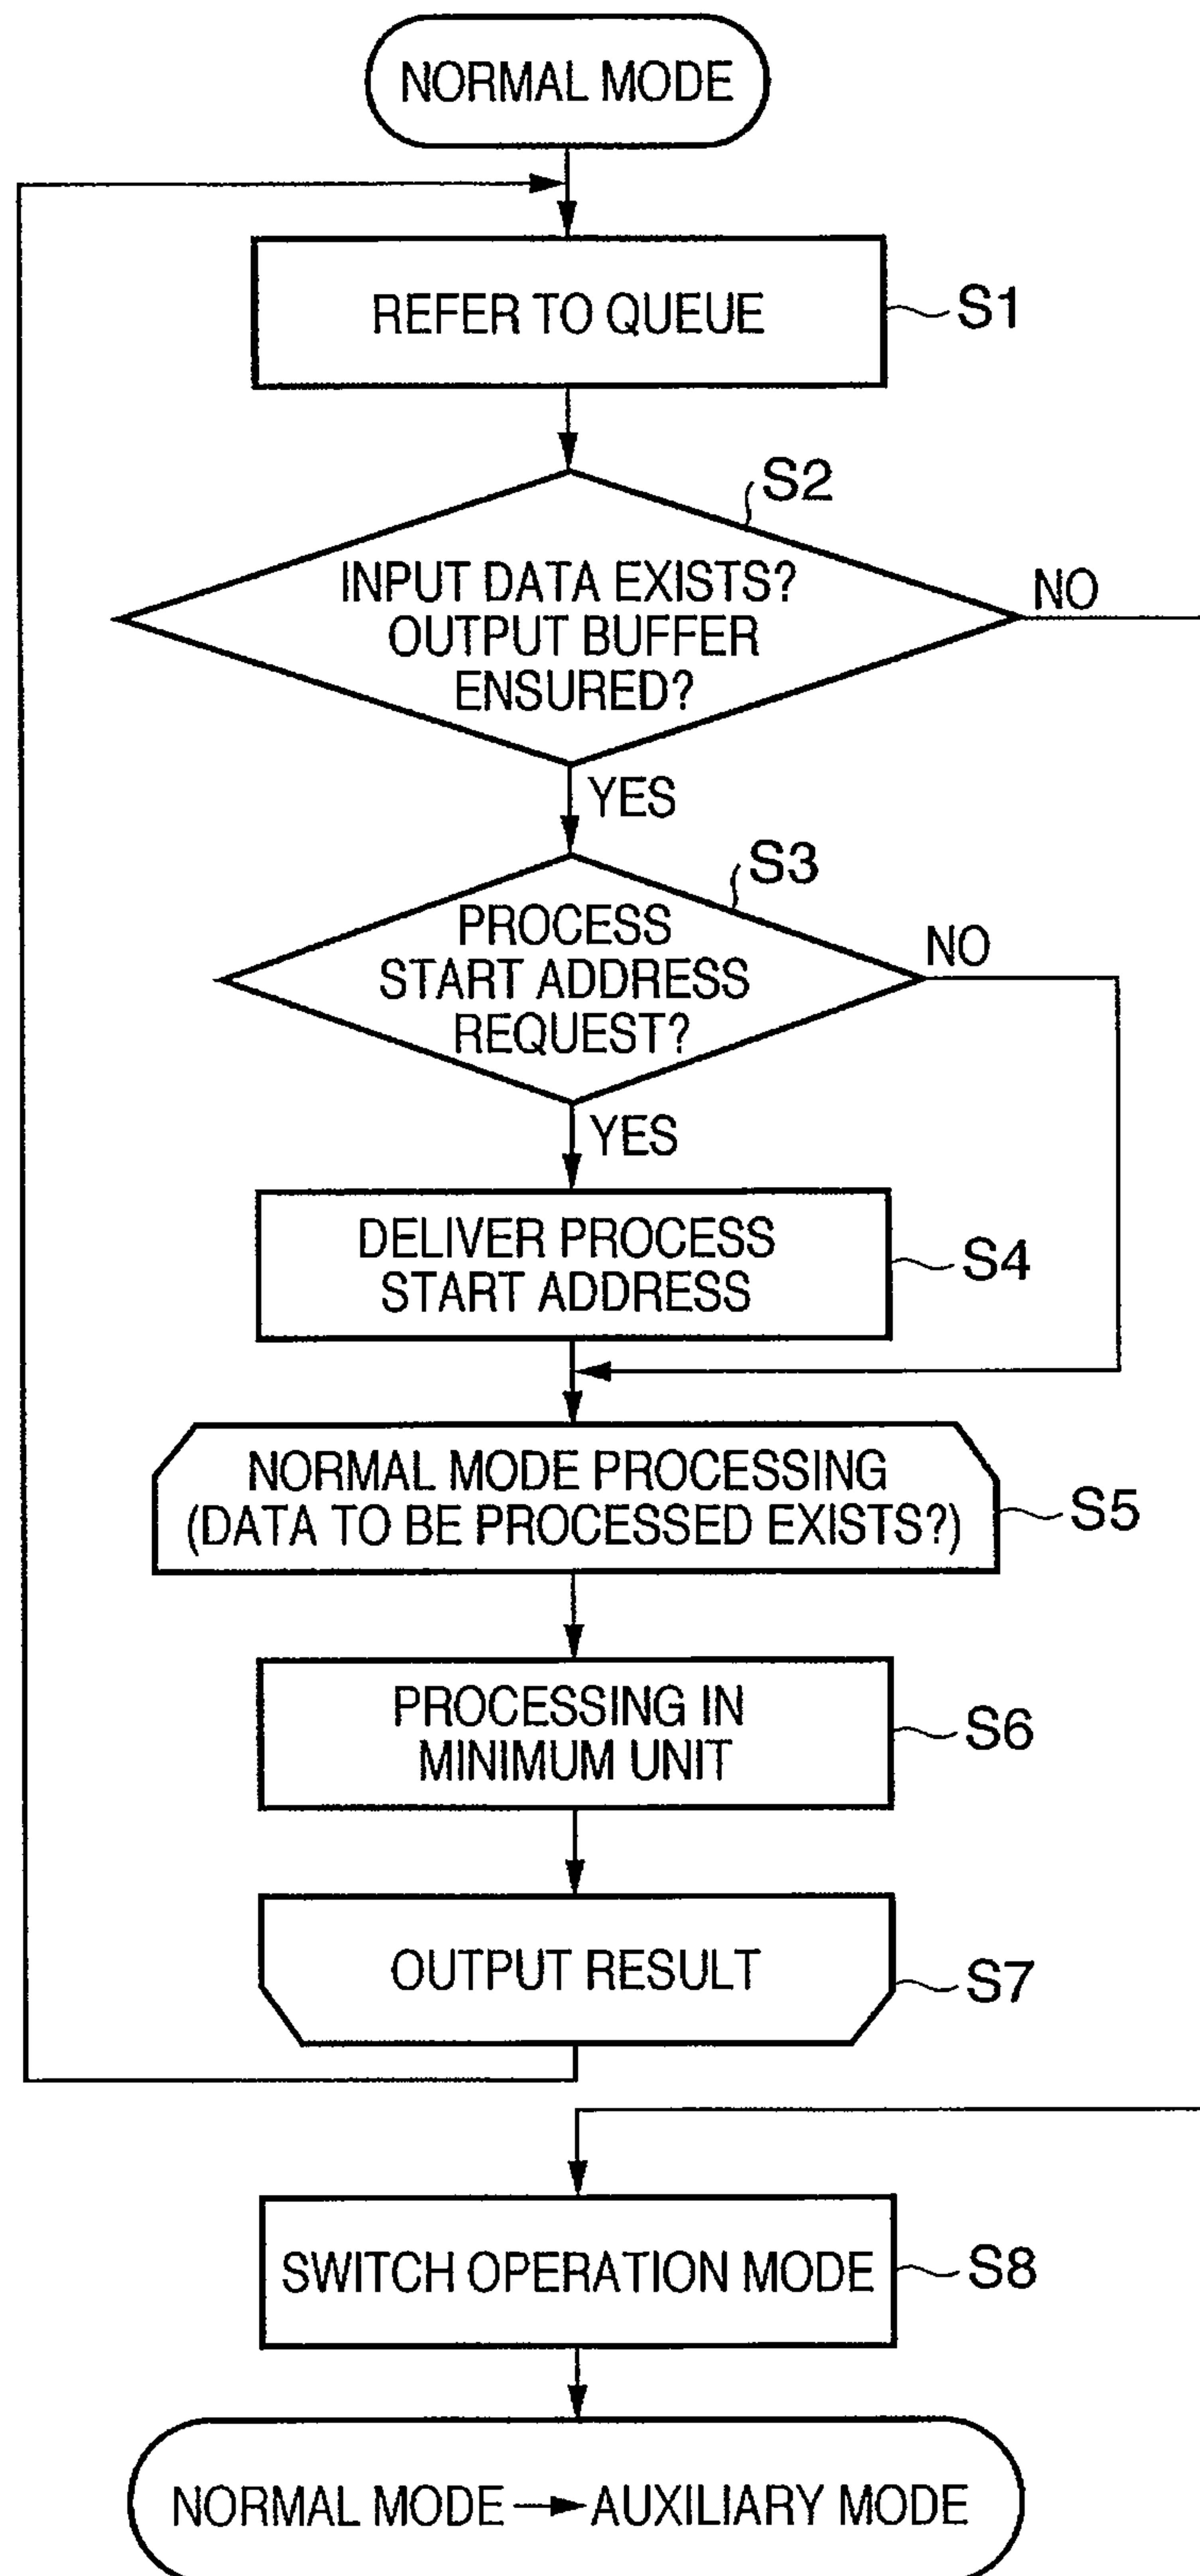 NORMAL MODE
REFER TO QUEUE
S1
S2
INPUT DATA EXISTS?
OUTPUT BUFFER
ENSURED?
NO
YES
S3
PROCESS
START ADDRESS
REQUEST?
NO
YES
DELIVER PROCESS
START ADDRESS
S4
NORMAL MODE PROCESSING
(DATA TO BE PROCESSED EXISTS?)
S5
PROCESSING IN
MINIMUM UNIT
S6
OUTPUT RESULT
S7
SWITCH OPERATION MODE
S8
NORMAL MODE → AUXILIARY MODE